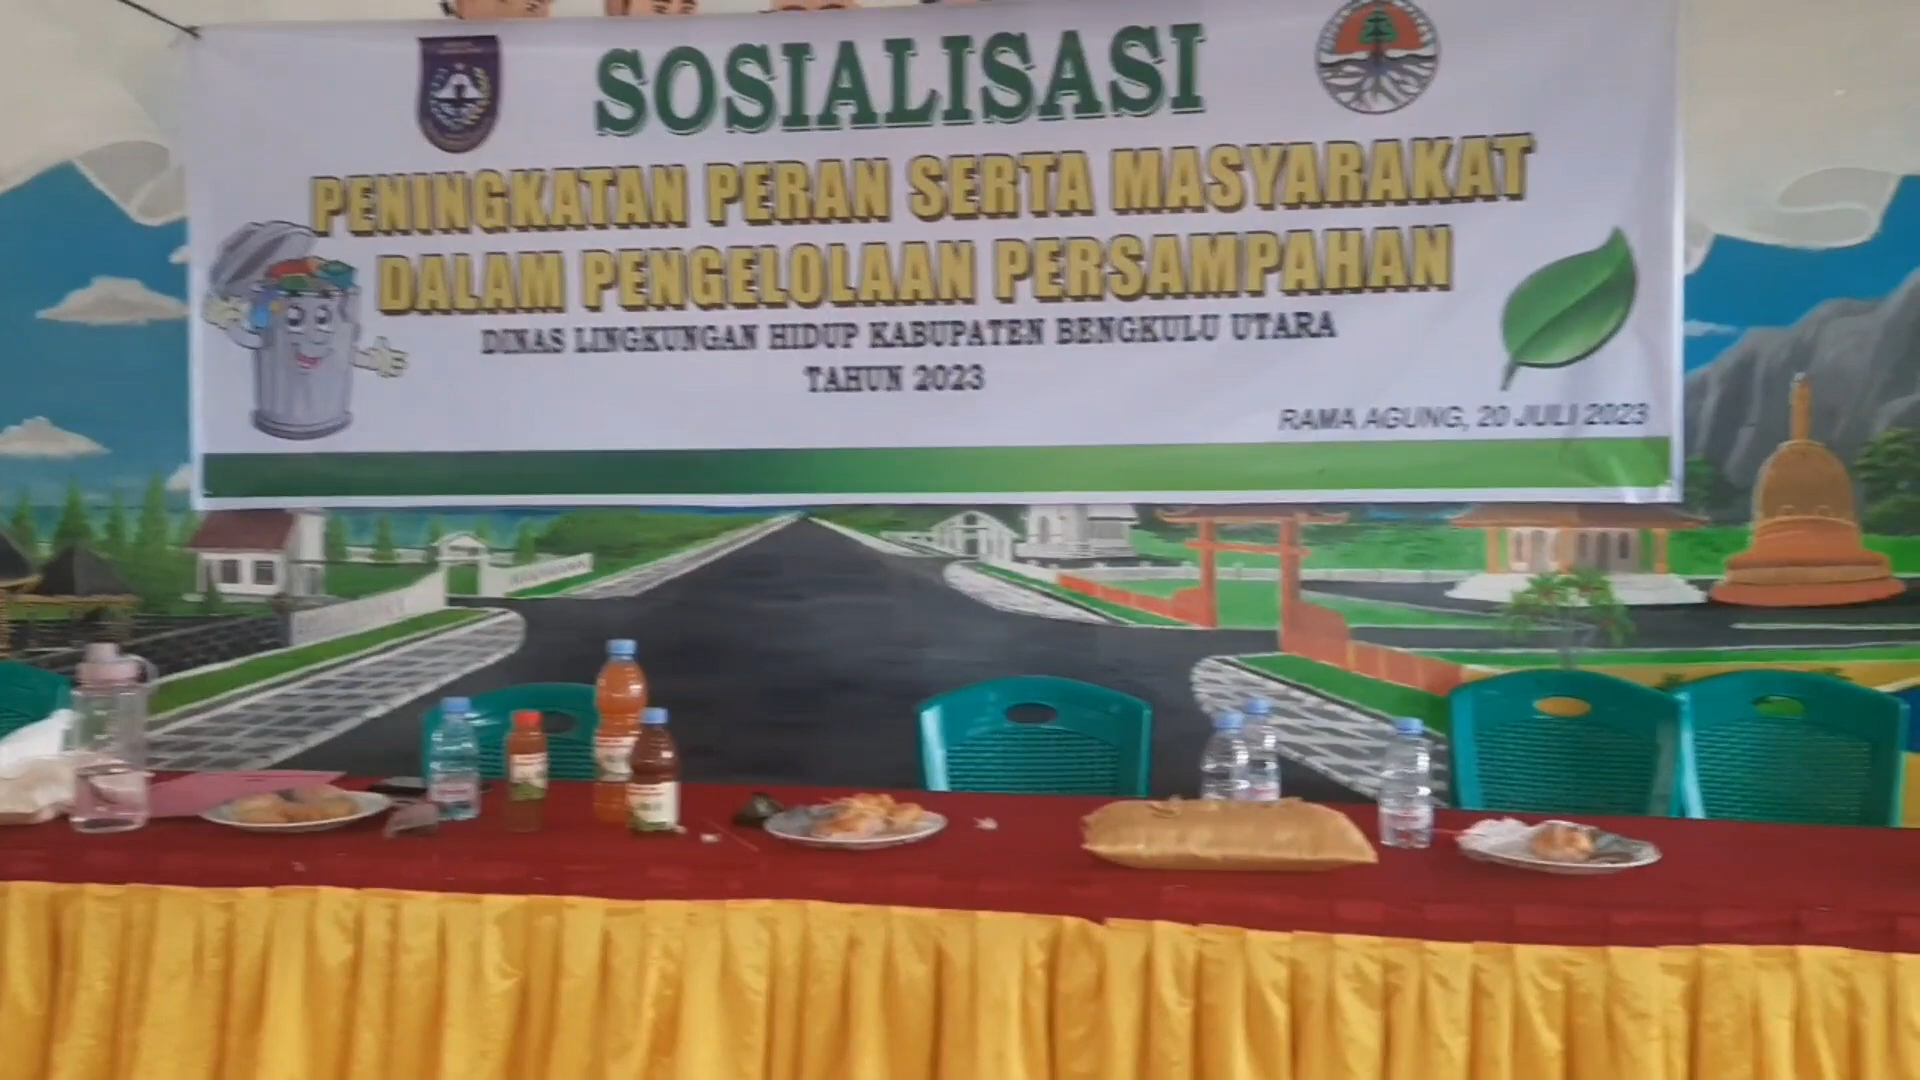 SOSIALISASI
PENINGKATAN PERAN SERTA MASYARAKAT
DALAM PENGELOLAAN PERSAMPAHAN
DINAS LINGKUNGAN HIDUP KABUPATEN BENGKULU UTARA
TAHUN 2023
RAMA AGUNG, 20 JULI 2023